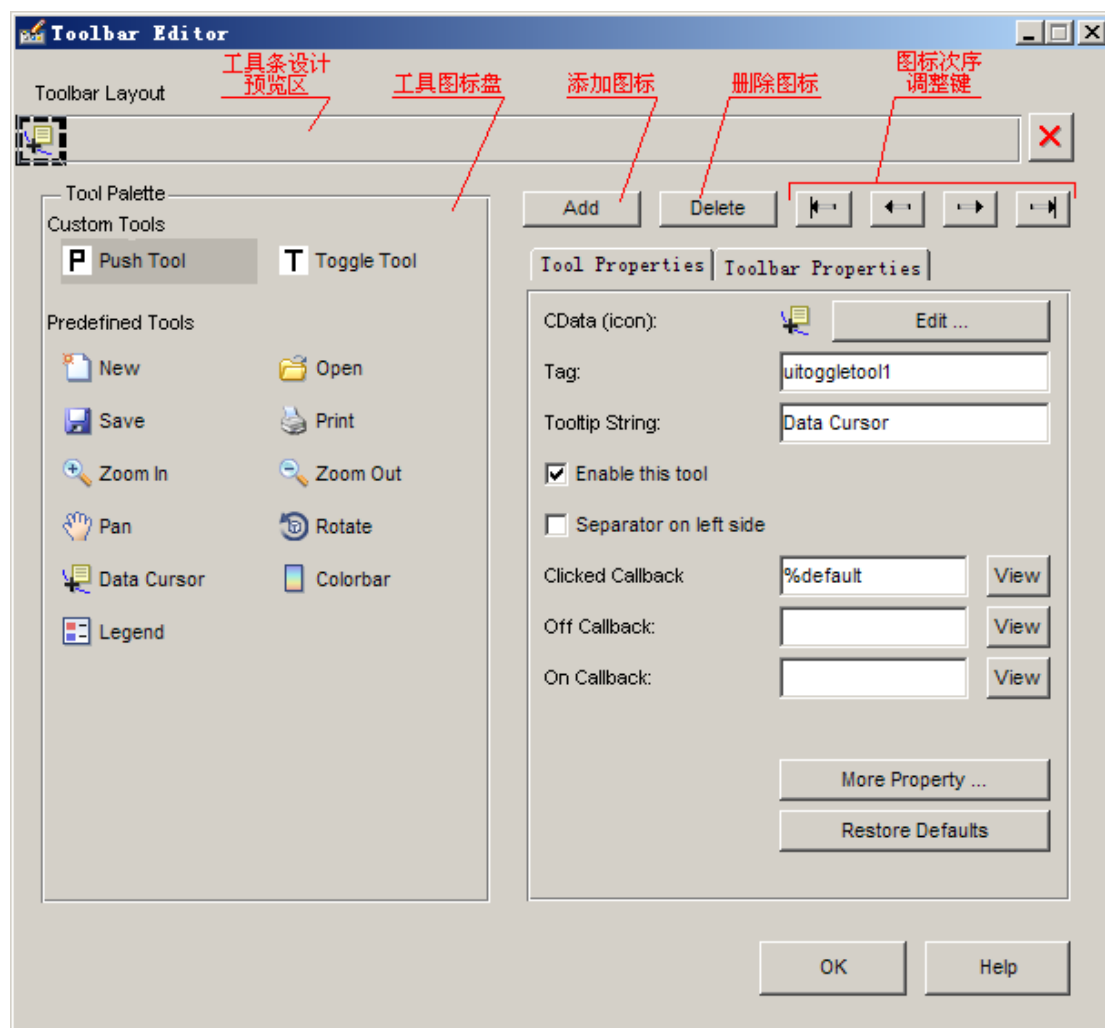 Toolbar Editor
工具条设计
预览区
工具图标盘
添加图标
删除图标
图标次序
调整键
Toolbar Layout
Tool Palette
Custom Tools
P Push Tool
T Toggle Tool
Predefined Tools
New
Open
Save
Print
Zoom In
Zoom Out
Pan
Rotate
Data Cursor
Colorbar
Legend
Add
Delete
Tool Properties
Toolbar Properties
CData (icon):
Edit ...
Tag:
uitoggletool1
Tooltip String:
Data Cursor
Enable this tool
Separator on left side
Clicked Callback
%default
View
Off Callback:
View
On Callback:
View
More Property ...
Restore Defaults
OK
Help